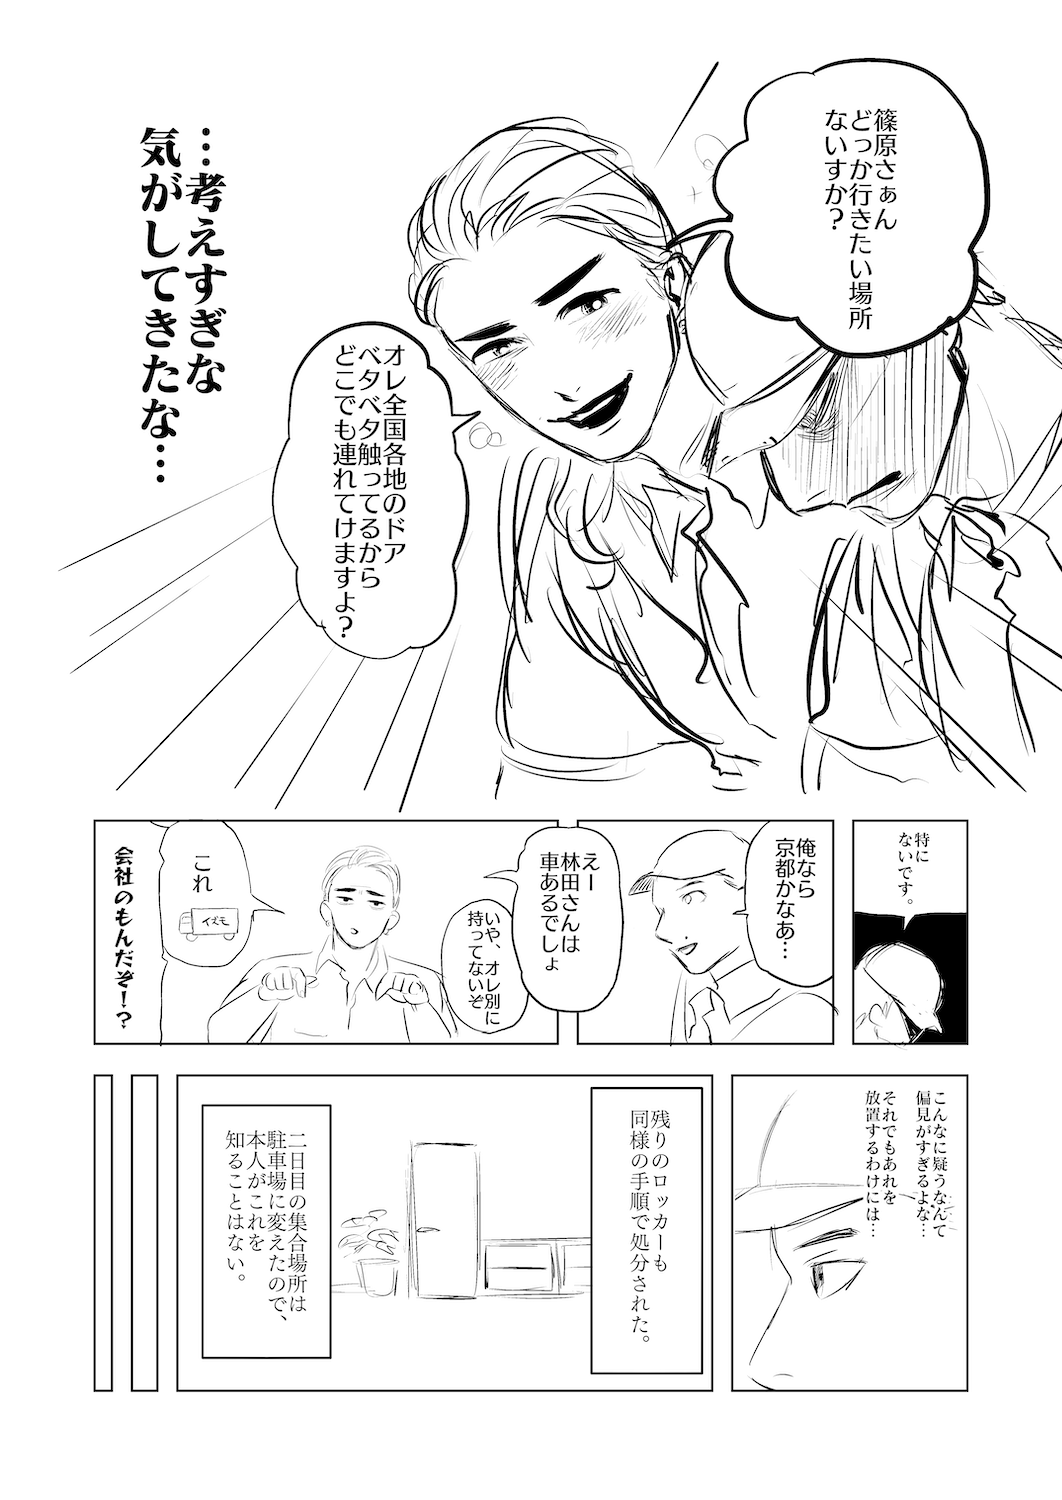 篠原さぁん
どっか行きたい場所
ないすか？
オレ全国各地のドア
ベタベタ触ってるから
どこでも連れてけますよ？
…考えすぎな
気がしてきたな…
特に
ないです。
俺なら
京都かなあ…
えー
林田さんは
車あるでしょ
いや、オレ別に
持ってないぞ
これ
イズモ
会社のもんだぞ！？
こんなに疑うなんて
偏見がすぎるよな…
それでもあれを
放置するわけには…
残りのロッカーも
同様の手順で処分された。
二日目の集合場所は
駐車場に変えたので、
本人がこれを
知ることはない。